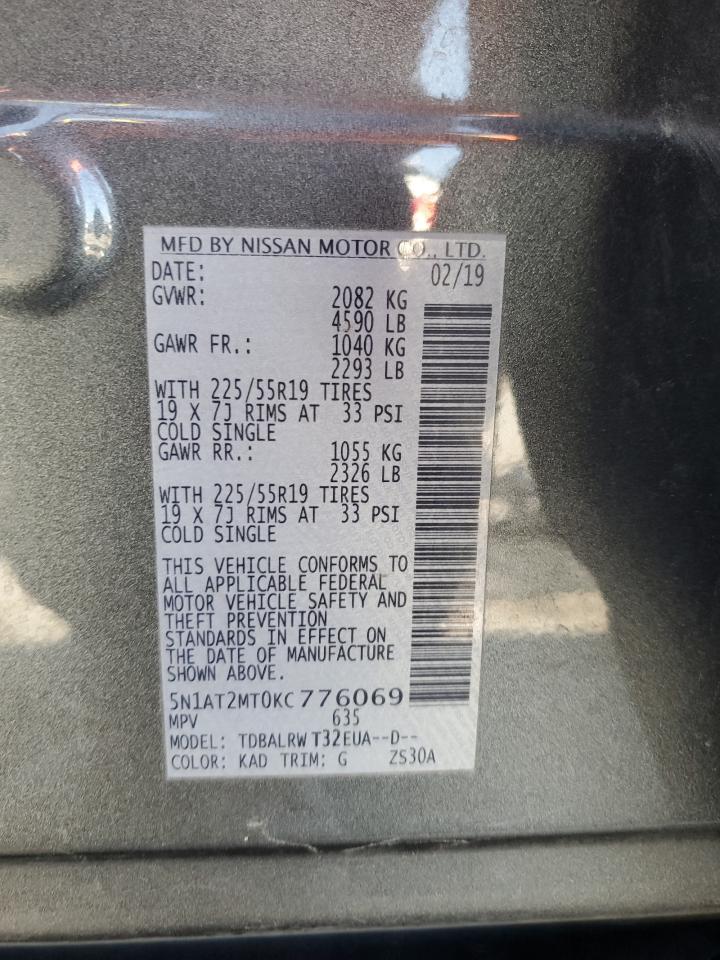 MFD BY NISSAN MOTOR CO., LTD.
DATE: 02/19
GVWR: 2082 KG
4590 LB
GAWR FR.: 1040 KG
2293 LB
WITH 225/55R19 TIRES
19 X 7J RIMS AT 33 PSI
COLD SINGLE
GAWR RR.: 1055 KG
2326 LB
WITH 225/55R19 TIRES
19 X 7J RIMS AT 33 PSI
COLD SINGLE
THIS VEHICLE CONFORMS TO
ALL APPLICABLE FEDERAL
MOTOR VEHICLE SAFETY AND
THEFT PREVENTION
STANDARDS IN EFFECT ON
THE DATE OF MANUFACTURE
SHOWN ABOVE.
5N1AT2MT0KC776069
MPV 635
MODEL: TDBALRWT32EUA--D--
COLOR: KAD TRIM: G ZS30A